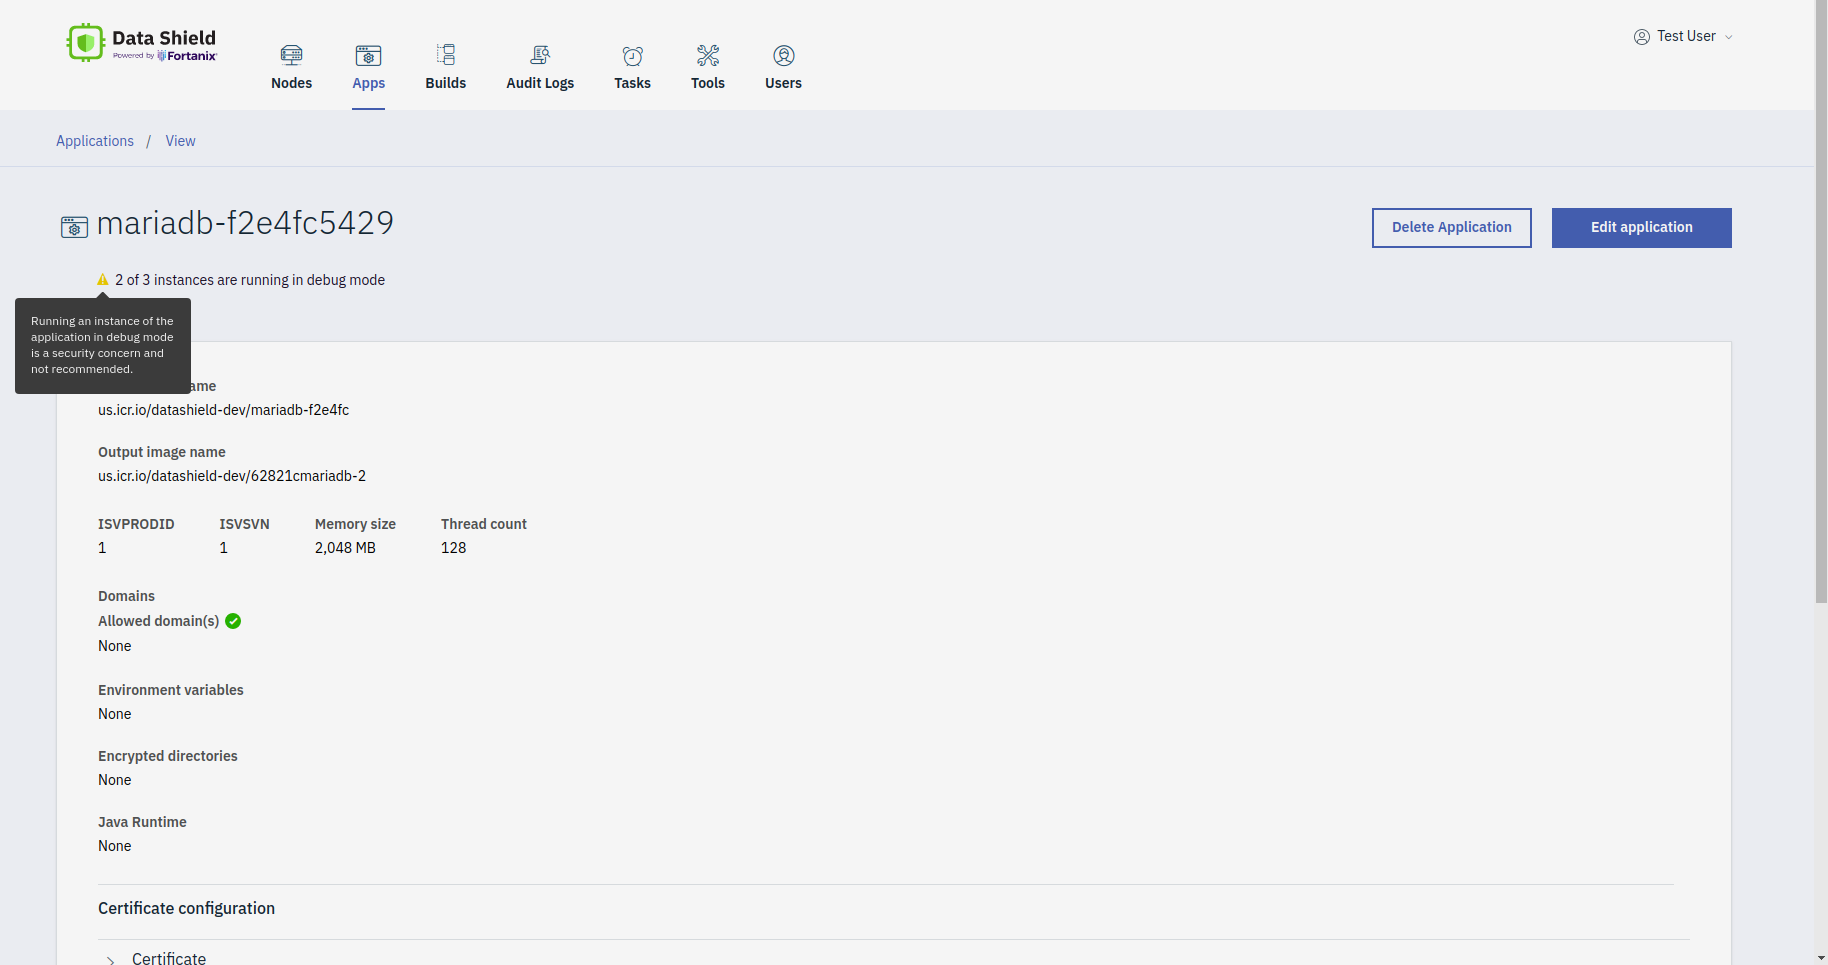 Data Shield
Powered by Fortanix
Nodes
Apps
Builds
Audit Logs
Tasks
Tools
Users
Test User
Applications / View
mariadb-f2e4fc5429
Delete Application
Edit application
2 of 3 instances are running in debug mode
Running an instance of the
application in debug mode
is a security concern and
not recommended.
ame
us.icr.io/datashield-dev/mariadb-f2e4fc
Output image name
us.icr.io/datashield-dev/62821cmariadb-2
ISVPRODID ISVSVN Memory size Thread count
1 1 2,048 MB 128
Domains
Allowed domain(s)
None
Environment variables
None
Encrypted directories
None
Java Runtime
None
Certificate configuration
Certificate